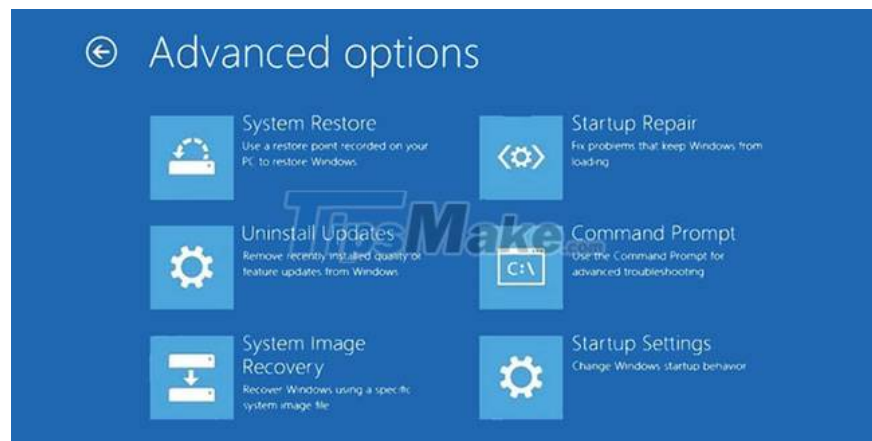 Advanced options
System Restore
Use a restore point recorded on your
PC to restore Windows
Startup Repair
Fix problems that keep Windows from
loading
Uninstall Updates
Remove recently installed quality or
feature updates from Windows
Command Prompt
Use the Command Prompt for
advanced troubleshooting
C:\
System Image
Recovery
Recover Windows using a specific
system image file
Startup Settings
Change Windows startup behavior
TipsMake.com